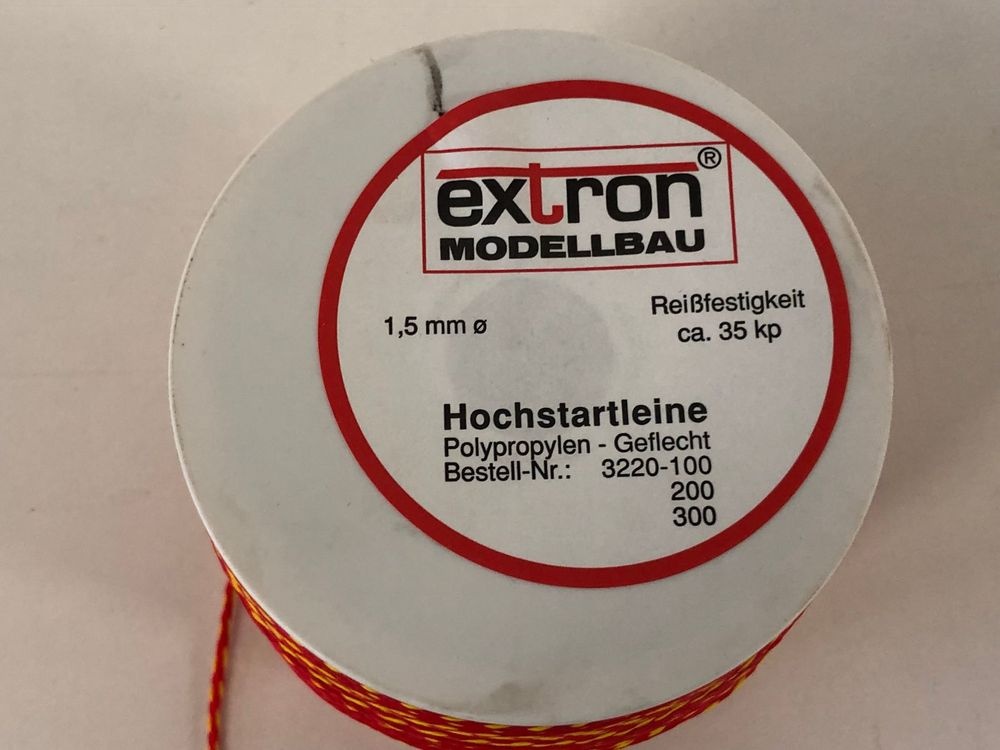 extron®
MODELLBAU
1,5 mm ø
Reißfestigkeit
ca. 35 kp
Hochstartleine
Polypropylen - Geflecht
Bestell-Nr.: 3220-100
200
300